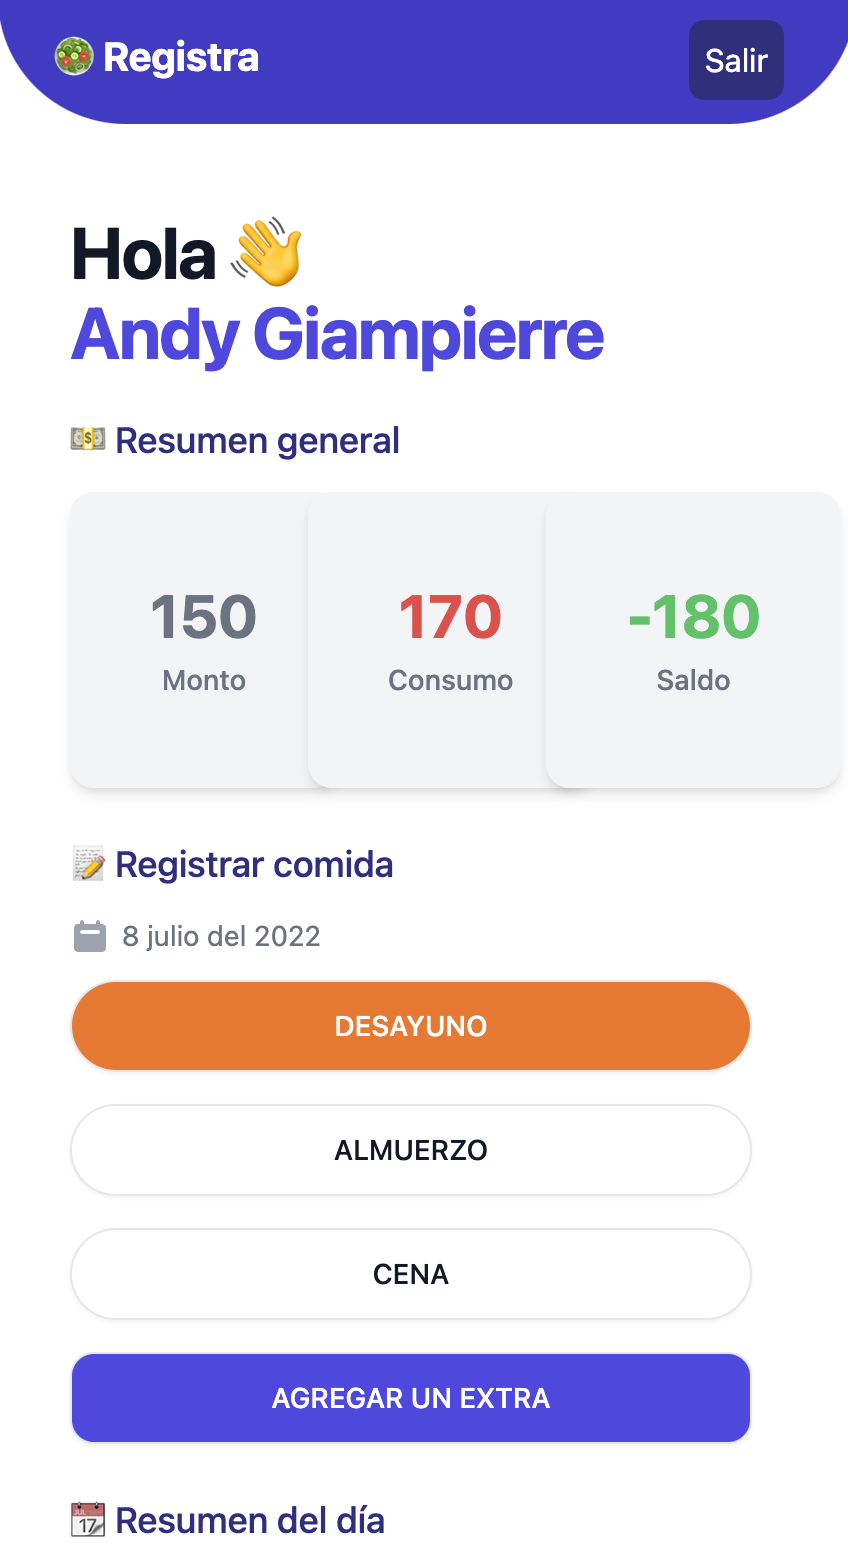 Registra
Salir
Hola 👋
Andy Giampierre
💵 Resumen general
150
Monto
170
Consumo
-180
Saldo
📝 Registrar comida
8 julio del 2022
DESAYUNO
ALMUERZO
CENA
AGREGAR UN EXTRA
📆 Resumen del día